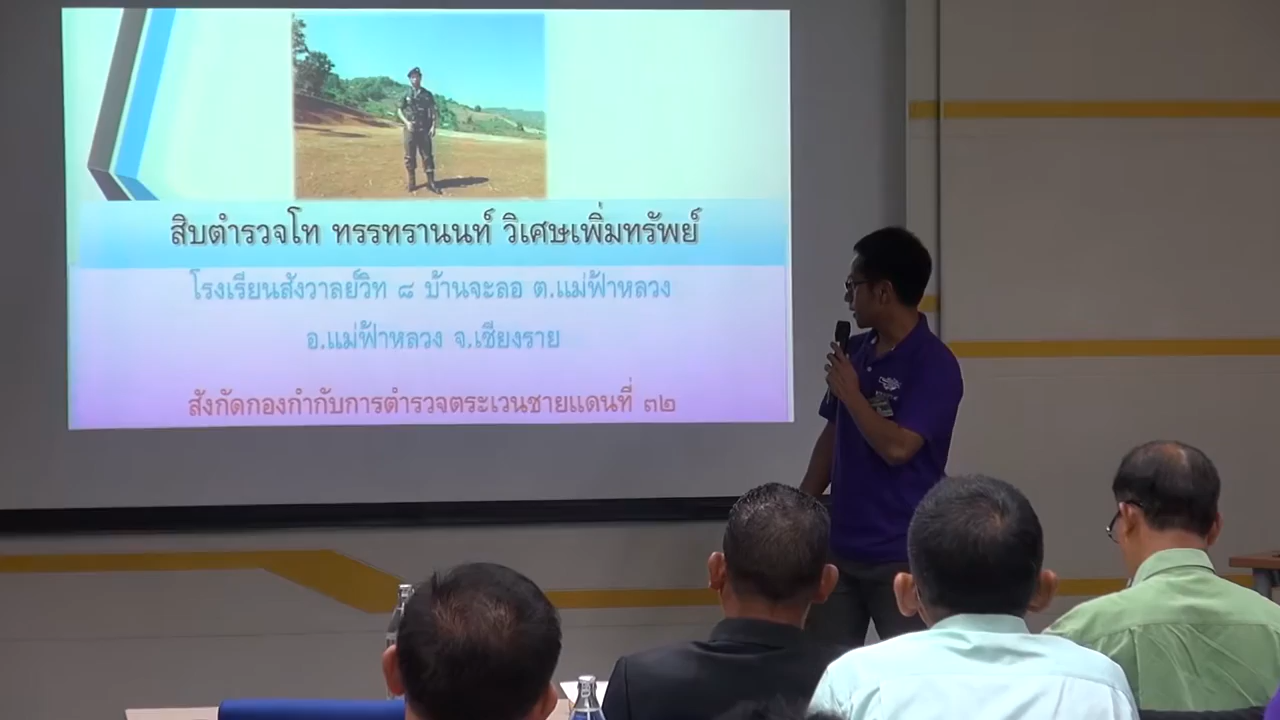 สิบตำรวจโท ทรรทรานนท์ วิเศษเพิ่มทรัพย์
โรงเรียนสังวาลย์วิท ๘ บ้านจะลอ ต.แม่ฟ้าหลวง
อ.แม่ฟ้าหลวง จ.เชียงราย
สังกัดกองกำกับการตำรวจตระเวนชายแดนที่ ๓๒